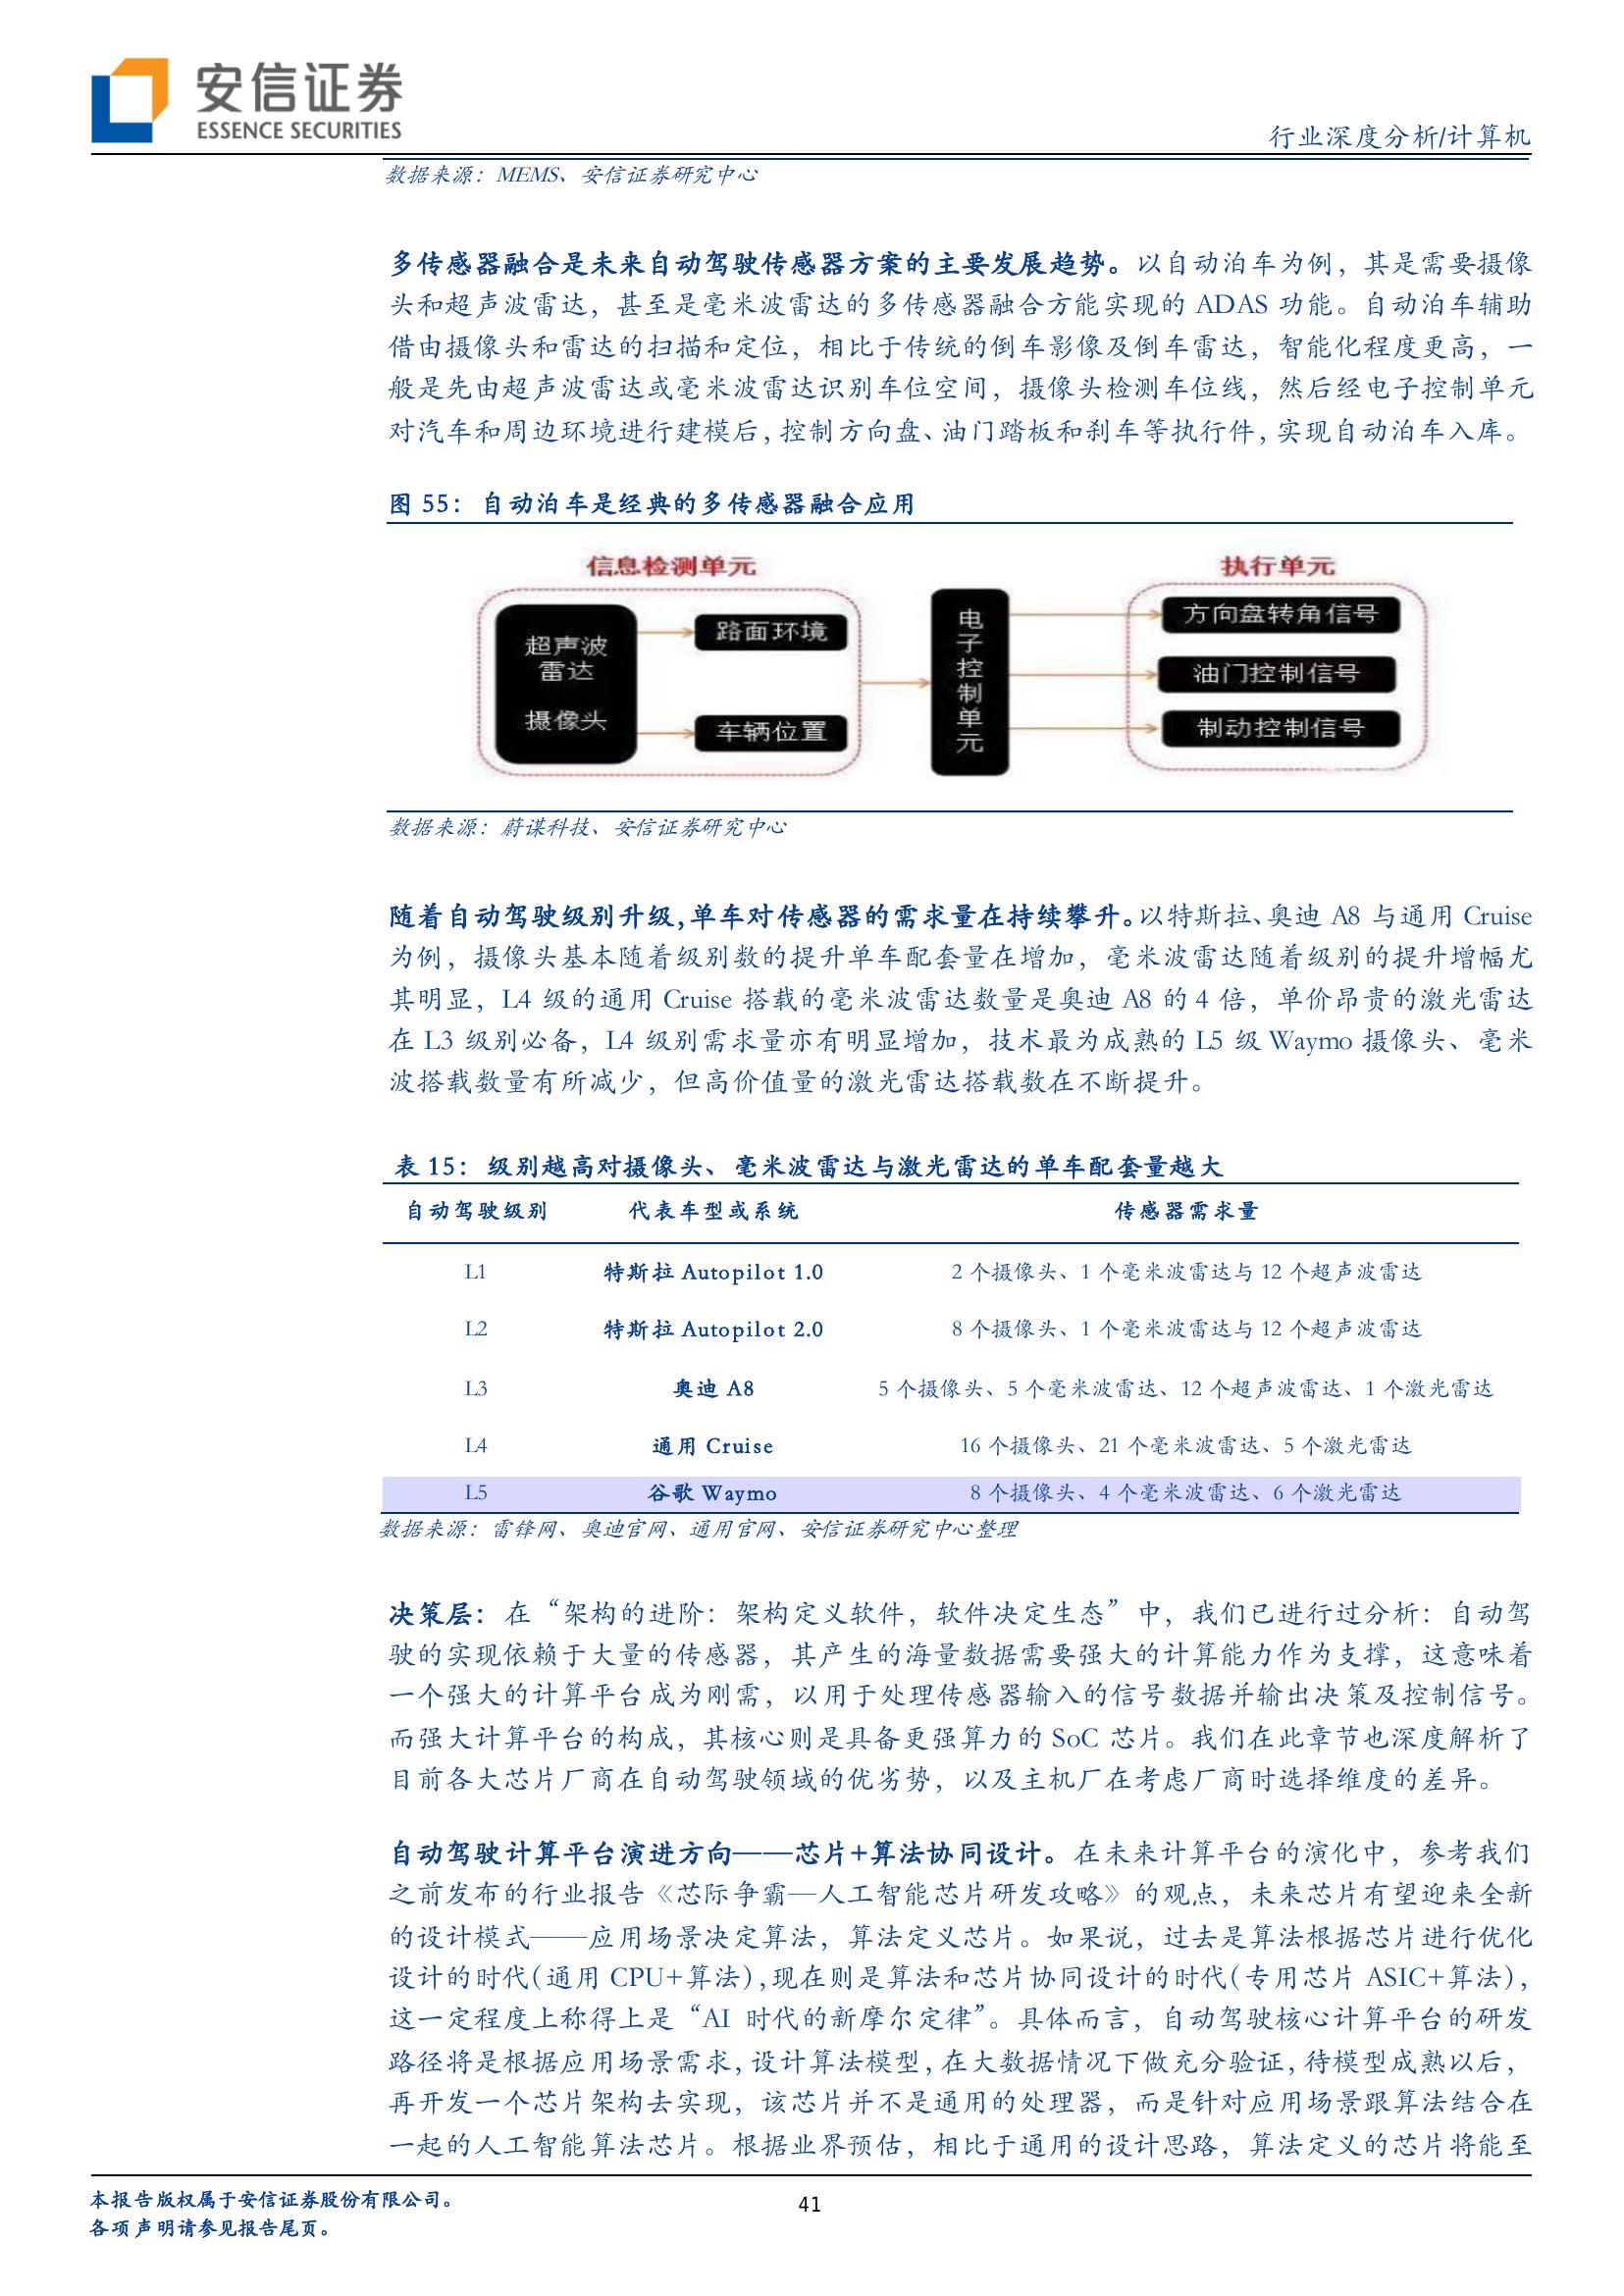 安信证券
ESSENCE SECURITIES
行业深度分析/计算机
数据来源：MEMS、安信证券研究中心
多传感器融合是未来自动驾驶传感器方案的主要发展趋势。以自动泊车为例，其是需要摄像
头和超声波雷达，甚至是毫米波雷达的多传感器融合方能实现的 ADAS 功能。自动泊车辅助
借由摄像头和雷达的扫描和定位，相比于传统的倒车影像及倒车雷达，智能化程度更高，一
般是先由超声波雷达或毫米波雷达识别车位空间，摄像头检测车位线，然后经电子控制单元
对汽车和周边环境进行建模后，控制方向盘、油门踏板和刹车等执行件，实现自动泊车入库。
图 55：自动泊车是经典的多传感器融合应用
信息检测单元
超声波
雷达
摄像头
路面环境
车辆位置
电子控制单元
执行单元
方向盘转角信号
油门控制信号
制动控制信号
数据来源：蔚谋科技、安信证券研究中心
随着自动驾驶级别升级，单车对传感器的需求量在持续攀升。以特斯拉、奥迪 A8 与通用 Cruise
为例，摄像头基本随着级别数的提升单车配套量在增加，毫米波雷达随着级别的提升增幅尤
其明显，L4 级的通用 Cruise 搭载的毫米波雷达数量是奥迪 A8 的 4 倍，单价昂贵的激光雷达
在 L3 级别必备，L4 级别需求量亦有明显增加，技术最为成熟的 L5 级 Waymo 摄像头、毫米
波搭载数量有所减少，但高价值量的激光雷达搭载数在不断提升。
表 15：级别越高对摄像头、毫米波雷达与激光雷达的单车配套量越大
自动驾驶级别 代表车型或系统 传感器需求量
L1 特斯拉 Autopilot 1.0 2 个摄像头、1 个毫米波雷达与 12 个超声波雷达
L2 特斯拉 Autopilot 2.0 8 个摄像头、1 个毫米波雷达与 12 个超声波雷达
L3 奥迪 A8 5 个摄像头、5 个毫米波雷达、12 个超声波雷达、1 个激光雷达
L4 通用 Cruise 16 个摄像头、21 个毫米波雷达、5 个激光雷达
L5 谷歌 Waymo 8 个摄像头、4 个毫米波雷达、6 个激光雷达
数据来源：雷锋网、奥迪官网、通用官网、安信证券研究中心整理
决策层：在“架构的进阶：架构定义软件，软件决定生态”中，我们已进行过分析：自动驾
驶的实现依赖于大量的传感器，其产生的海量数据需要强大的计算能力作为支撑，这意味着
一个强大的计算平台成为刚需，以用于处理传感器输入的信号数据并输出决策及控制信号。
而强大计算平台的构成，其核心则是具备更强算力的 SoC 芯片。我们在此章节也深度解析了
目前各大芯片厂商在自动驾驶领域的优劣势，以及主机厂在考虑厂商时选择维度的差异。
自动驾驶计算平台演进方向——芯片+算法协同设计。在未来计算平台的演化中，参考我们
之前发布的行业报告《芯际争霸—人工智能芯片研发攻略》的观点，未来芯片有望迎来全新
的设计模式——应用场景决定算法，算法定义芯片。如果说，过去是算法根据芯片进行优化
设计的时代（通用 CPU+算法），现在则是算法和芯片协同设计的时代（专用芯片 ASIC+算法），
这一定程度上称得上是“AI 时代的新摩尔定律”。具体而言，自动驾驶核心计算平台的研发
路径将是根据应用场景需求，设计算法模型，在大数据情况下做充分验证，待模型成熟以后，
再开发一个芯片架构去实现，该芯片并不是通用的处理器，而是针对应用场景跟算法结合在
一起的人工智能算法芯片。根据业界预估，相比于通用的设计思路，算法定义的芯片将能至
本报告版权属于安信证券股份有限公司。
41
各项声明请参见报告尾页。